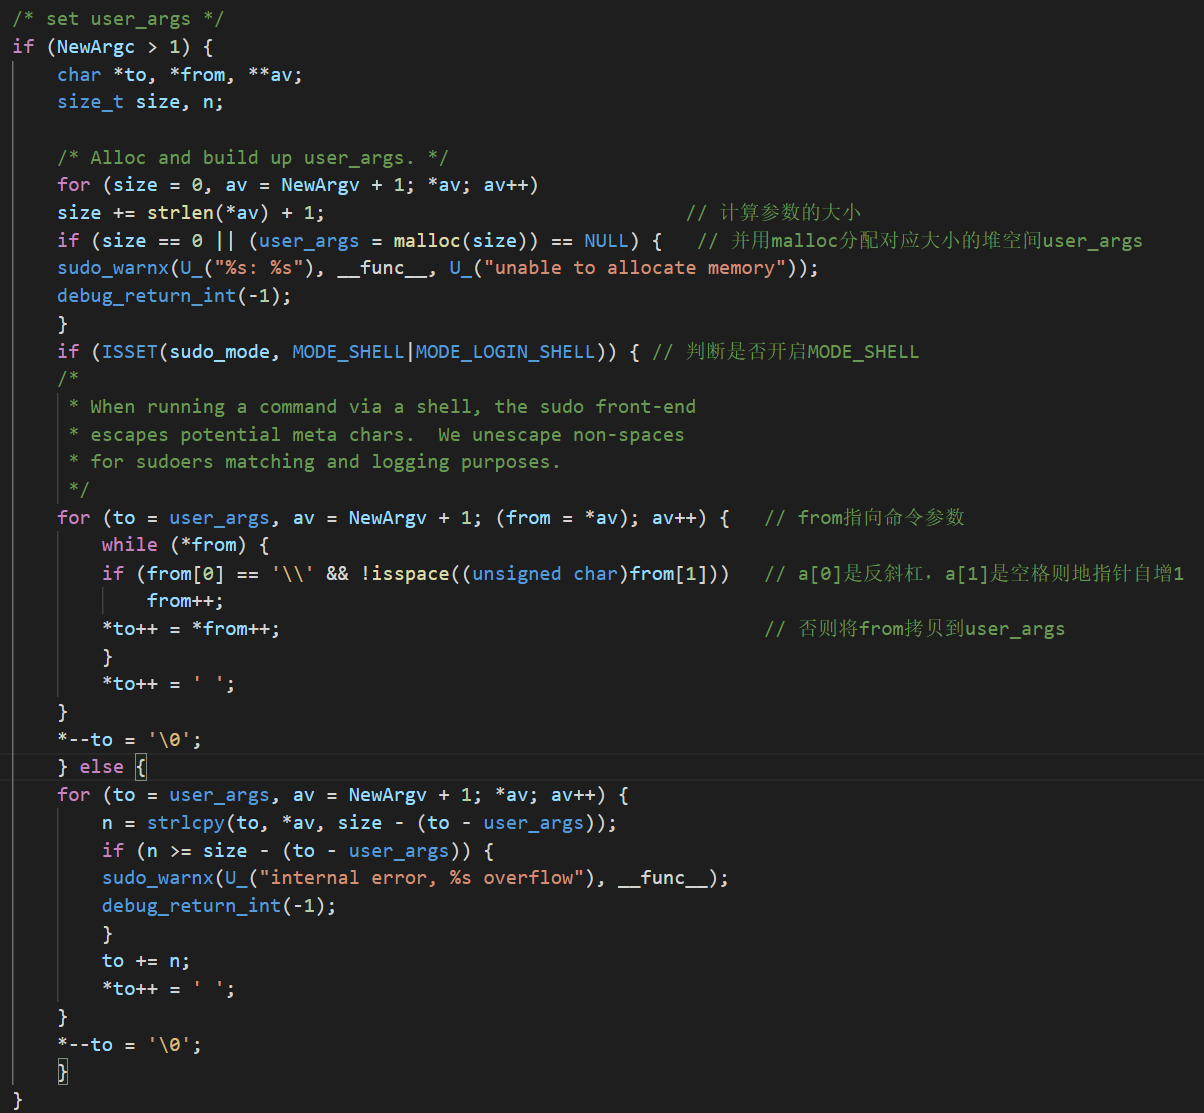 /* set user_args */
if (NewArgc > 1) {
char *to, *from, **av;
size_t size, n;
/* Alloc and build up user_args. */
for (size = 0, av = NewArgv + 1; *av; av++)
size += strlen(*av) + 1; // 计算参数的大小
if (size == 0 || (user_args = malloc(size)) == NULL) { // 并用malloc分配对应大小的堆空间user_args
sudo_warnx(U_("%s: %s"), __func__, U_("unable to allocate memory"));
debug_return_int(-1);
}
if (ISSET(sudo_mode, MODE_SHELL|MODE_LOGIN_SHELL)) { // 判断是否开启MODE_SHELL
/*
* When running a command via a shell, the sudo front-end
* escapes potential meta chars.  We unescape non-spaces
* for sudoers matching and logging purposes.
*/
for (to = user_args, av = NewArgv + 1; (from = *av); av++) { // from指向命令参数
while (*from) {
if (from[0] == '\\' && !isspace((unsigned char)from[1])) // a[0]是反斜杠，a[1]是空格则地指针自增1
from++;
*to++ = *from++; // 否则将from拷贝到user_args
}
*to++ = ' ';
}
*--to = '\0';
} else {
for (to = user_args, av = NewArgv + 1; *av; av++) {
n = strlcpy(to, *av, size - (to - user_args));
if (n >= size - (to - user_args)) {
sudo_warnx(U_("internal error, %s overflow"), __func__);
debug_return_int(-1);
}
to += n;
*to++ = ' ';
}
*--to = '\0';
}
}